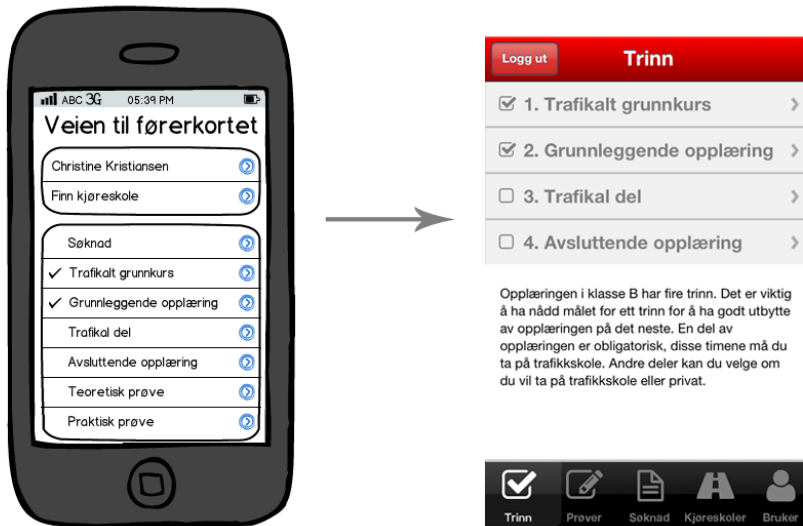 ABC 3G 05:39 PM
Veien til førerkortet
Christine Kristiansen
Finn kjøreskole
Søknad
Trafikalt grunnkurs
Grunnleggende opplæring
Trafikal del
Avsluttende opplæring
Teoretisk prøve
Praktisk prøve
Logg ut Trinn
1. Trafikalt grunnkurs
2. Grunnleggende opplæring
3. Trafikal del
4. Avsluttende opplæring
Opplæringen i klasse B har fire trinn. Det er viktig
å ha nådd målet for ett trinn for å ha godt utbytte
av opplæringen på det neste. En del av
opplæringen er obligatorisk, disse timene må du
ta på trafikkskole. Andre deler kan du velge om
du vil ta på trafikkskole eller privat.
Trinn Prøver Søknad Kjøreskoler Bruker